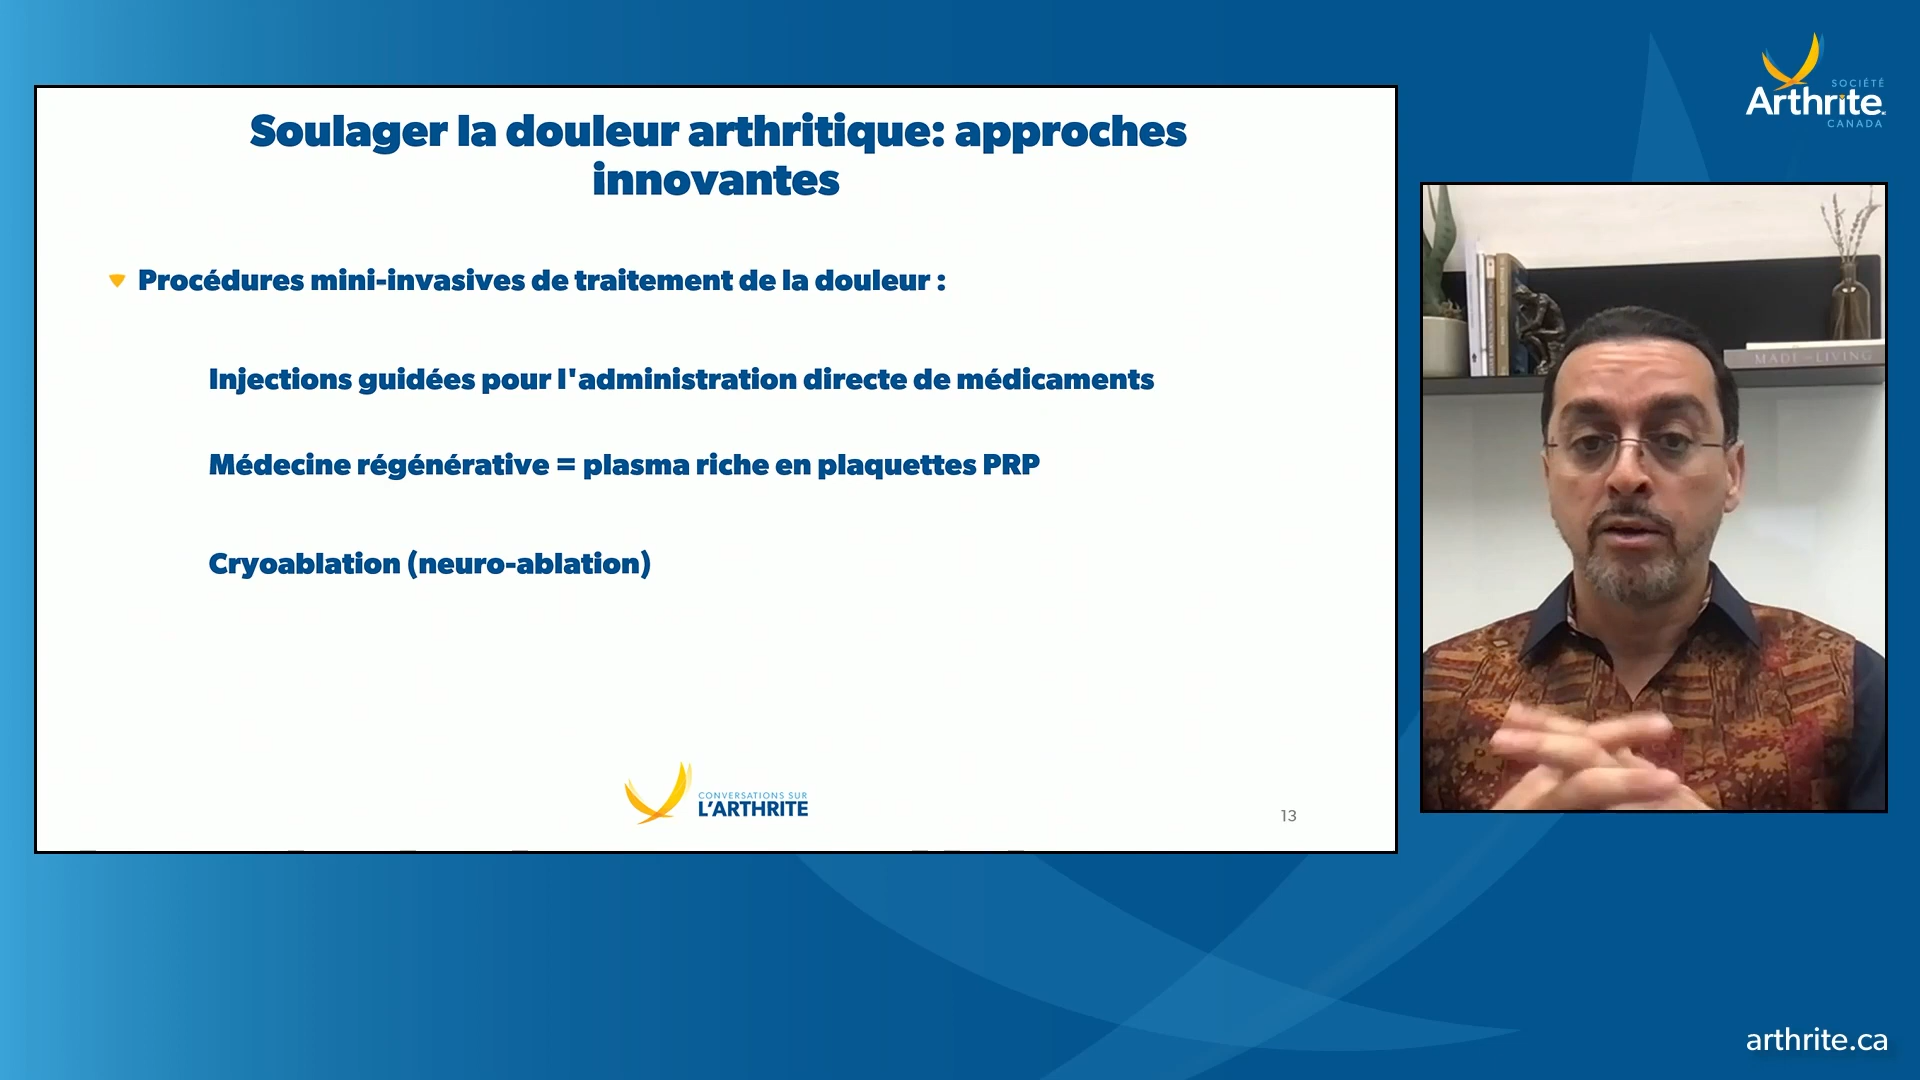 Soulager la douleur arthritique: approches
innovantes
Procédures mini-invasives de traitement de la douleur :
Injections guidées pour l'administration directe de médicaments
Médecine régénérative = plasma riche en plaquettes PRP
Cryoablation (neuro-ablation)
CONVERSATIONS SUR
L'ARTHRITE
13
SOCIÉTÉ
Arthrite
CANADA
MADE-LIVING
arthrite.ca